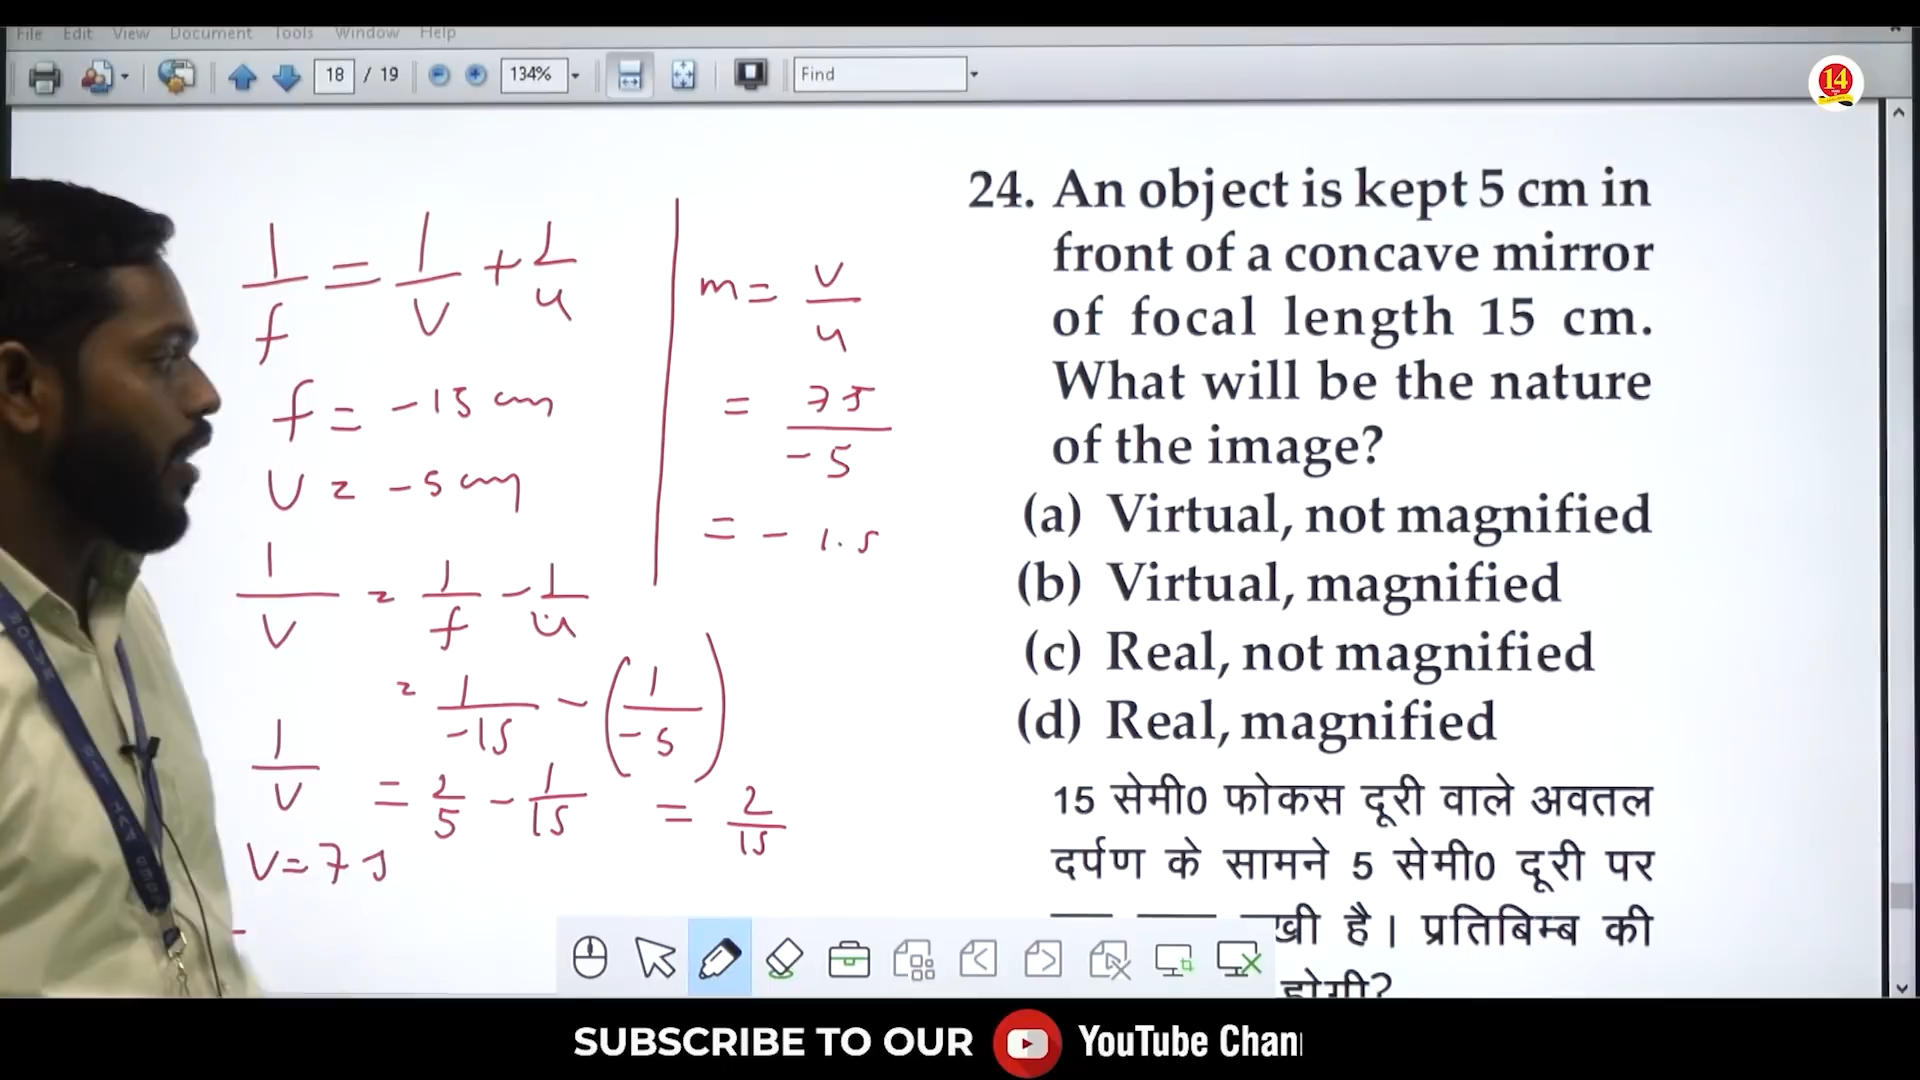 File Edit View Document Tools Window Help
18 / 19 134% Find
14
1/f = 1/v + 1/u
f = -15 cm
v = -5 cm
1/v = 1/f - 1/u
= 1/-15 - (1/-5)
1/v = 2/5 - 1/15 = 2/15
v = 75
m = v/u
= 75/-5
= -1.5
24. An object is kept 5 cm in
front of a concave mirror
of focal length 15 cm.
What will be the nature
of the image?
(a) Virtual, not magnified
(b) Virtual, magnified
(c) Real, not magnified
(d) Real, magnified
15 सेमी0 फोकस दूरी वाले अवतल
दर्पण के सामने 5 सेमी0 दूरी पर
है। प्रतिबिम्ब की
होगी?
SUBSCRIBE TO OUR YouTube Chan